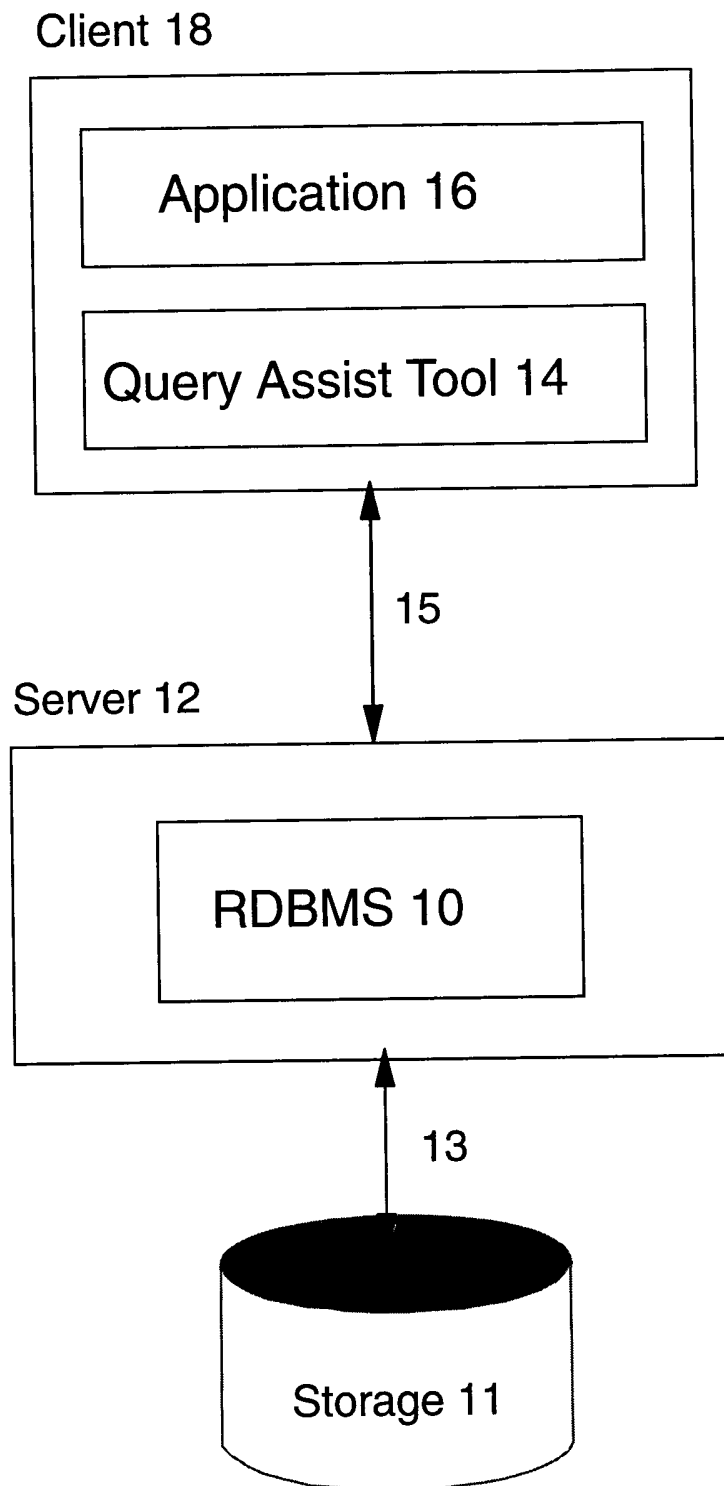 Client 18
Application 16
Query Assist Tool 14
15
Server 12
RDBMS 10
13
Storage 11